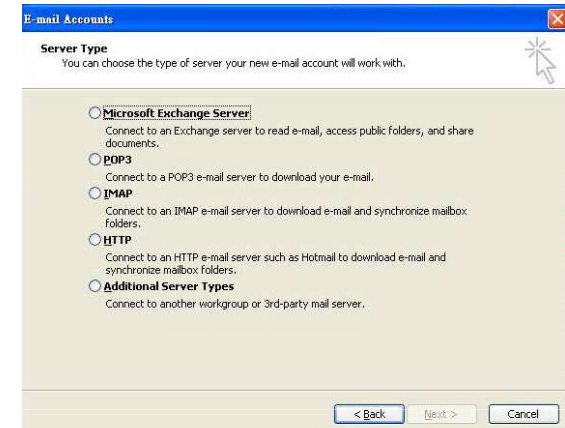 E-mail Accounts
Server Type
You can choose the type of server your new e-mail account will work with.
Microsoft Exchange Server
Connect to an Exchange server to read e-mail, access public folders, and share
documents.
POP3
Connect to a POP3 e-mail server to download your e-mail.
IMAP
Connect to an IMAP e-mail server to download e-mail and synchronize mailbox
folders.
HTTP
Connect to an HTTP e-mail server such as Hotmail to download e-mail and
synchronize mailbox folders.
Additional Server Types
Connect to another workgroup or 3rd-party mail server.
< Back Next > Cancel